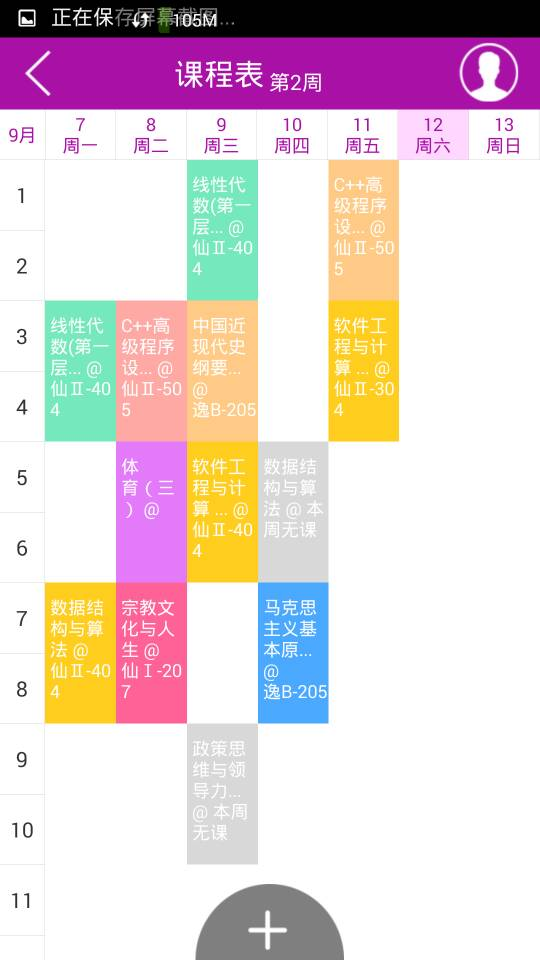 正在保存屏幕截图...
105M
课程表 第2周
9月
7
周一
8
周二
9
周三
10
周四
11
周五
12
周六
13
周日
1
2
3
4
5
6
7
8
9
10
11
线性代
数(第一
层... @
仙Ⅱ-40
4
C++高
级程序
设... @
仙Ⅱ-50
5
线性代
数(第一
层... @
仙Ⅱ-40
4
C++高
级程序
设... @
仙Ⅱ-50
5
中国近
现代史
纲要...
@
逸B-205
软件工
程与计
算 ... @
仙Ⅱ-30
4
体
育（三
）@
软件工
程与计
算 ... @
仙Ⅱ-40
4
数据结
构与算
法 @ 本
周无课
数据结
构与算
法 @
仙Ⅱ-40
4
宗教文
化与人
生 @
仙Ⅰ-20
7
马克思
主义基
本原...
@
逸B-205
政策思
维与领
导力...
@ 本周
无课